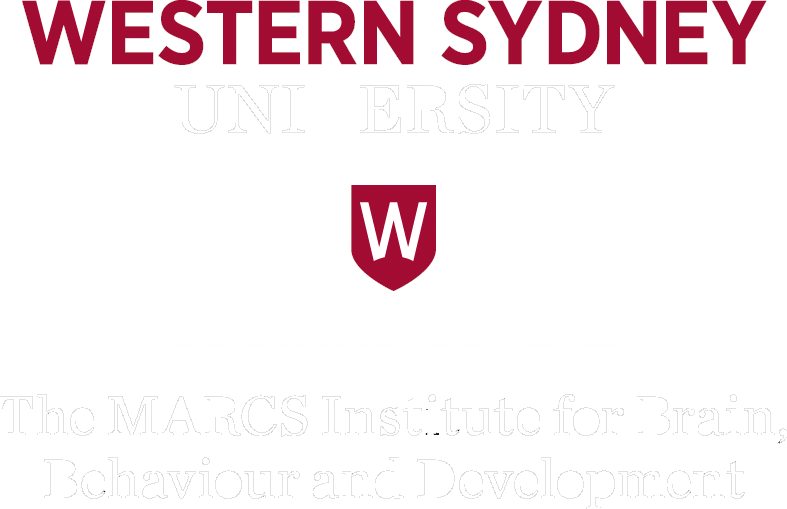 WESTERN SYDNEY
UNI ERSITY
W
The MARCS Institute for Brain,
Behaviour and Development